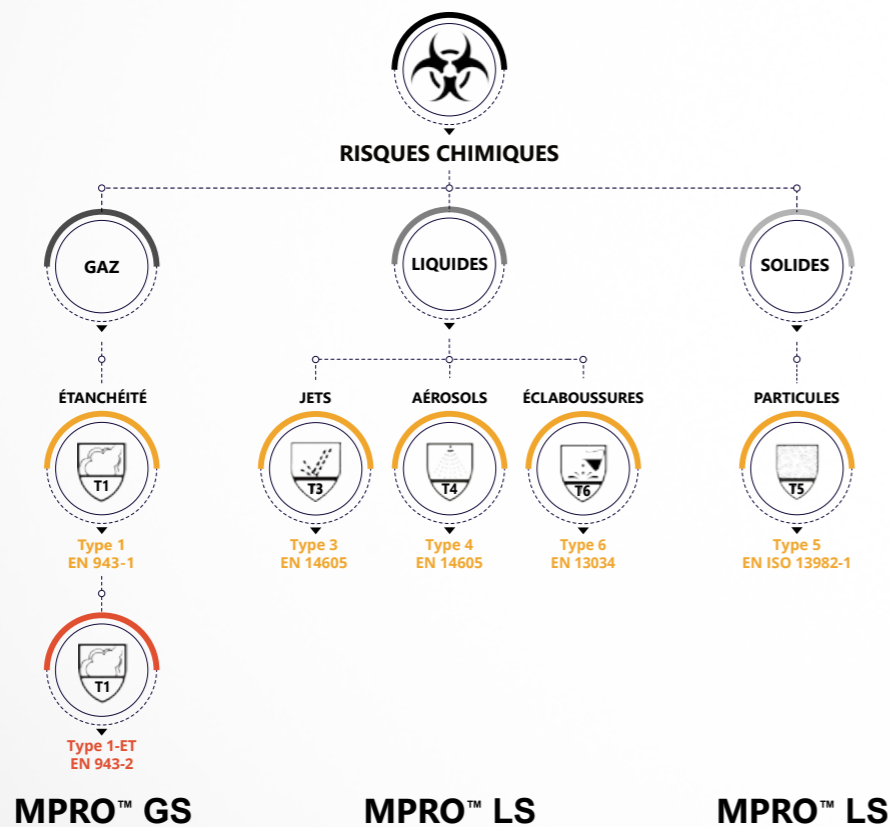 RISQUES CHIMIQUES
GAZ
LIQUIDES
SOLIDES
ÉTANCHÉITÉ
JETS
AÉROSOLS
ÉCLABOUSSURES
PARTICULES
T1
T3
T4
T6
T5
Type 1
EN 943-1
Type 3
EN 14605
Type 4
EN 14605
Type 6
EN 13034
Type 5
EN ISO 13982-1
T1
Type 1-ET
EN 943-2
MPRO™ GS
MPRO™ LS
MPRO™ LS